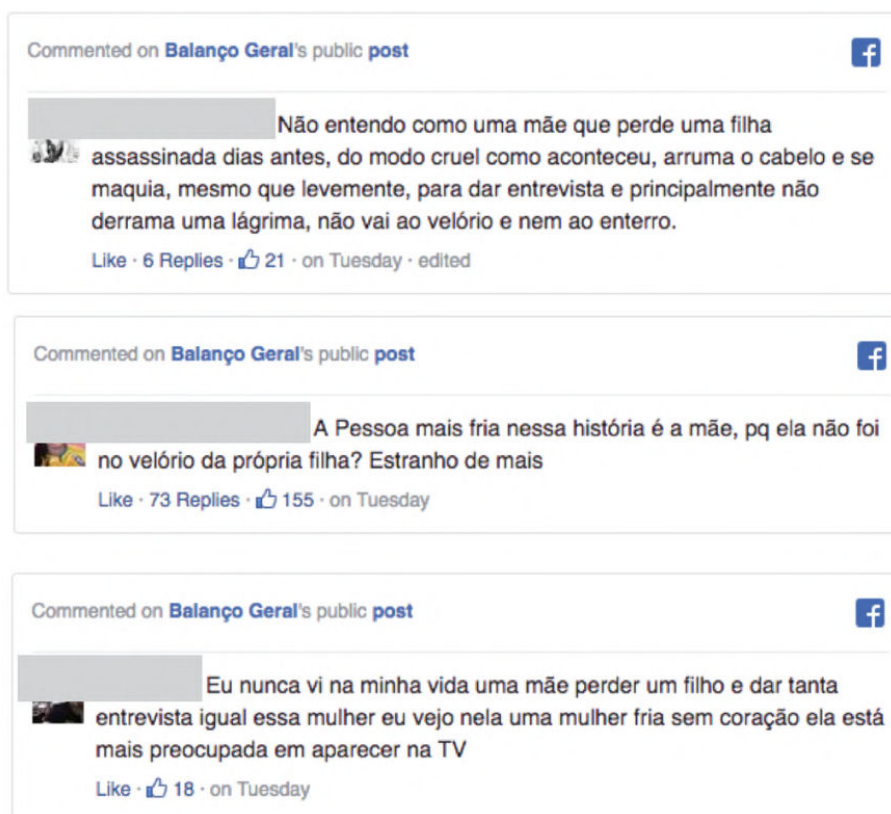 Commented on Balanço Geral's public post
Não entendo como uma mãe que perde uma filha
assassinada dias antes, do modo cruel como aconteceu, arruma o cabelo e se
maquia, mesmo que levemente, para dar entrevista e principalmente não
derrama uma lágrima, não vai ao velório e nem ao enterro.
Like · 6 Replies · 21 · on Tuesday · edited
Commented on Balanço Geral's public post
A Pessoa mais fria nessa história é a mãe, pq ela não foi
no velório da própria filha? Estranho de mais
Like · 73 Replies · 155 · on Tuesday
Commented on Balanço Geral's public post
Eu nunca vi na minha vida uma mãe perder um filho e dar tanta
entrevista igual essa mulher eu vejo nela uma mulher fria sem coração ela está
mais preocupada em aparecer na TV
Like · 18 · on Tuesday